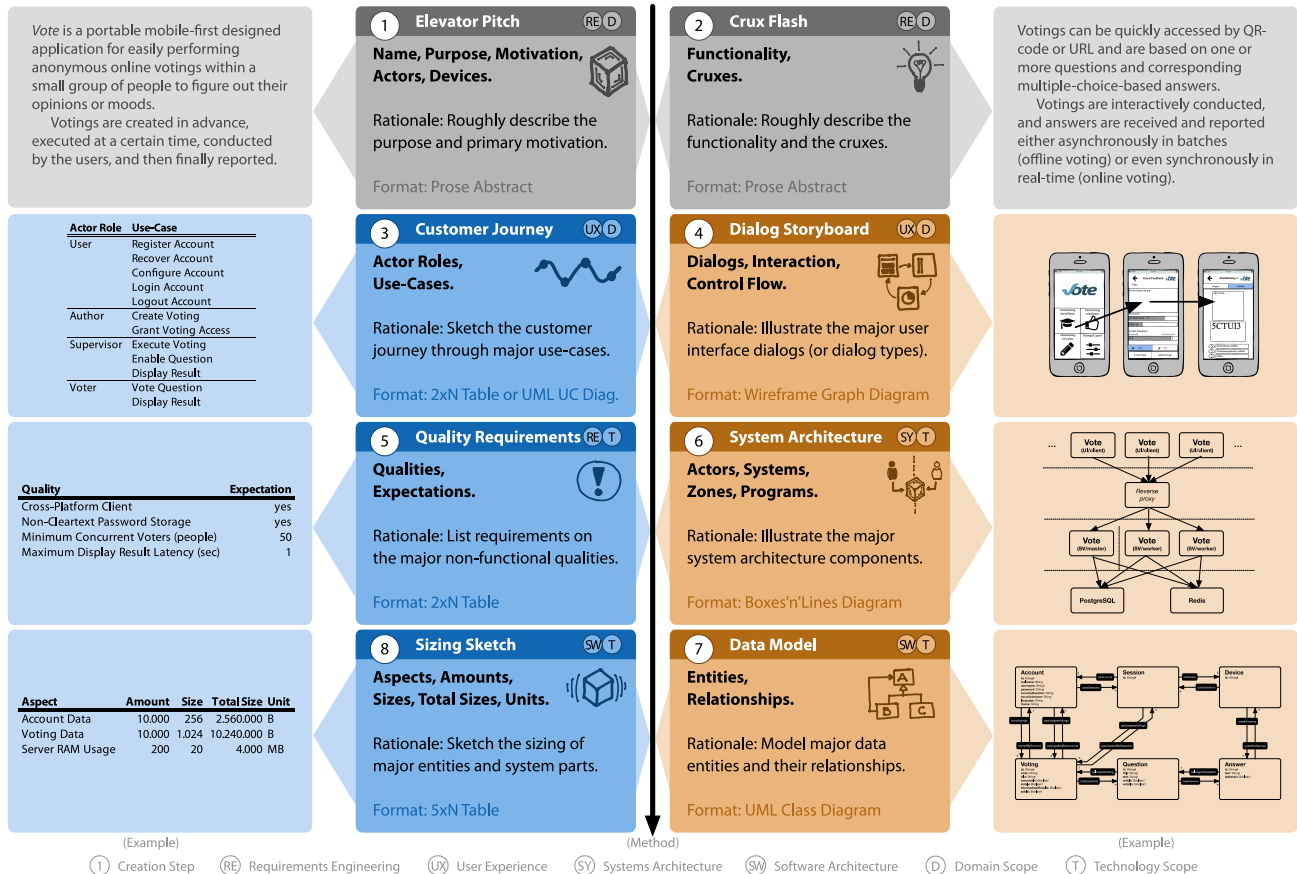 Vote is a portable mobile-first designed
application for easily performing
anonymous online votings within a
small group of people to figure out their
opinions or moods.
Votings are created in advance,
executed at a certain time, conducted
by the users, and then finally reported.
1 Elevator Pitch RE D
Name, Purpose, Motivation,
Actors, Devices.
Rationale: Roughly describe the
purpose and primary motivation.
Format: Prose Abstract
2 Crux Flash RE D
Functionality,
Cruxes.
Rationale: Roughly describe the
functionality and the cruxes.
Format: Prose Abstract
Votings can be quickly accessed by QR-
code or URL and are based on one or
more questions and corresponding
multiple-choice-based answers.
Votings are interactively conducted,
and answers are received and reported
either asynchronously in batches
(offline voting) or even synchronously in
real-time (online voting).
Actor Role Use-Case
User Register Account
Recover Account
Configure Account
Login Account
Logout Account
Author Create Voting
Grant Voting Access
Supervisor Execute Voting
Enable Question
Display Result
Voter Vote Question
Display Result
3 Customer Journey UX D
Actor Roles,
Use-Cases.
Rationale: Sketch the customer
journey through major use-cases.
Format: 2xN Table or UML UC Diag.
4 Dialog Storyboard UX D
Dialogs, Interaction,
Control Flow.
Rationale: Illustrate the major user
interface dialogs (or dialog types).
Format: Wireframe Graph Diagram
Vote
5CTUI3
Quality Expectation
Cross-Platform Client yes
Non-Cleartext Password Storage yes
Minimum Concurrent Voters (people) 50
Maximum Display Result Latency (sec) 1
5 Quality Requirements RE T
Qualities,
Expectations.
Rationale: List requirements on
the major non-functional qualities.
Format: 2xN Table
6 System Architecture SY T
Actors, Systems,
Zones, Programs.
Rationale: Illustrate the major
system architecture components.
Format: Boxes'n'Lines Diagram
... Vote Vote Vote ...
(UI/client) (UI/client) (UI/client)
Reverse
proxy
Vote Vote Vote
(SV/master) (SV/worker) (SV/worker)
PostgreSQL Redis
Aspect Amount Size Total Size Unit
Account Data 10.000 256 2.560.000 B
Voting Data 10.000 1.024 10.240.000 B
Server RAM Usage 200 20 4.000 MB
8 Sizing Sketch SW T
Aspects, Amounts,
Sizes, Total Sizes, Units.
Rationale: Sketch the sizing of
major entities and system parts.
Format: 5xN Table
7 Data Model SW T
Entities,
Relationships.
A
B C
Rationale: Model major data
entities and their relationships.
Format: UML Class Diagram
Account Session Device
Voting Question Answer
(Example) (Method) (Example)
1 Creation Step RE Requirements Engineering UX User Experience SY Systems Architecture SW Software Architecture D Domain Scope T Technology Scope